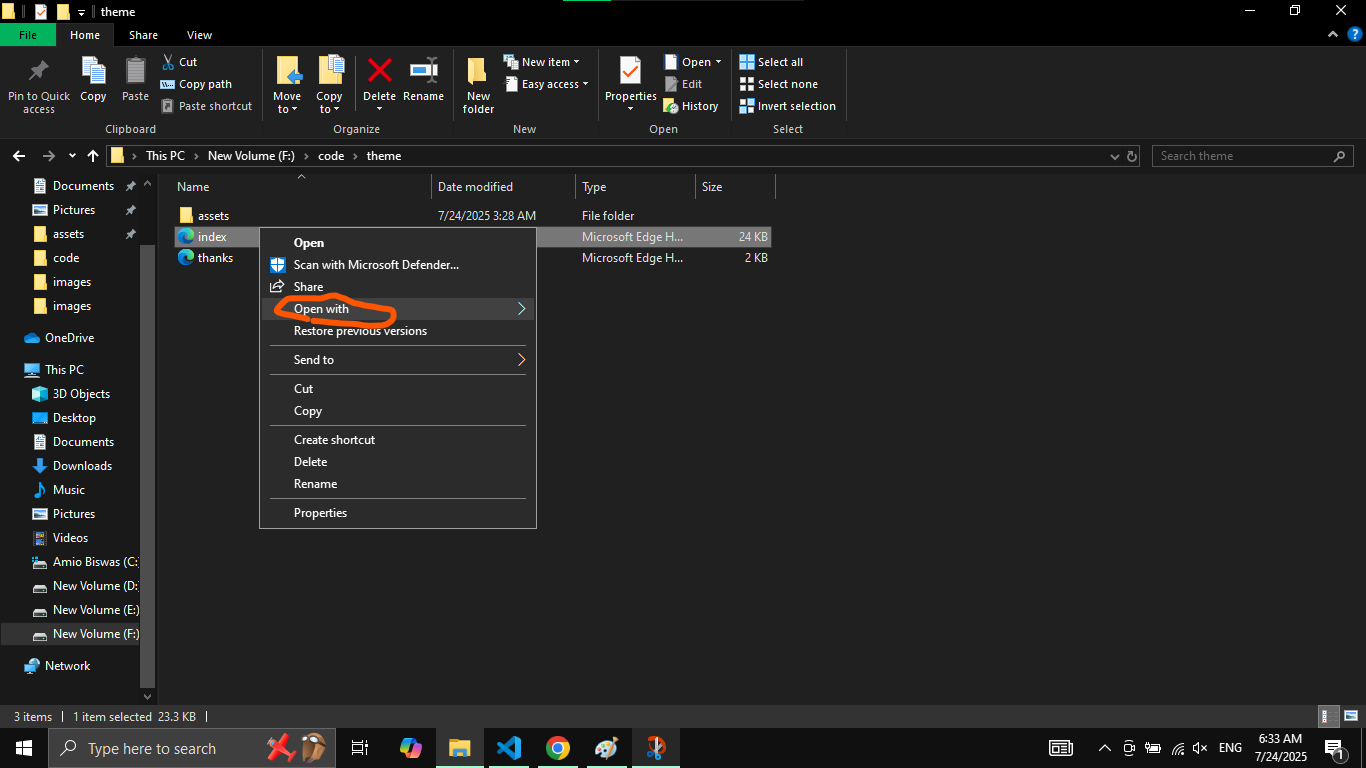 theme
File Home Share View
Pin to Quick access
Copy
Paste
Cut
Copy path
Paste shortcut
Clipboard
Move to
Copy to
Delete
Rename
Organize
New folder
New item
Easy access
New
Properties
Open
Edit
History
Open
Select all
Select none
Invert selection
Select
This PC New Volume (F:) code theme
Search theme
Documents
Pictures
assets
code
images
images
OneDrive
This PC
3D Objects
Desktop
Documents
Downloads
Music
Pictures
Videos
Amio Biswas (C:
New Volume (D:
New Volume (E:)
New Volume (F:)
Network
Name Date modified Type Size
assets 7/24/2025 3:28 AM File folder
index Microsoft Edge H... 24 KB
thanks Microsoft Edge H... 2 KB
Open
Scan with Microsoft Defender...
Share
Open with
Restore previous versions
Send to
Cut
Copy
Create shortcut
Delete
Rename
Properties
3 items 1 item selected 23.3 KB
Type here to search
ENG
6:33 AM
7/24/2025
1